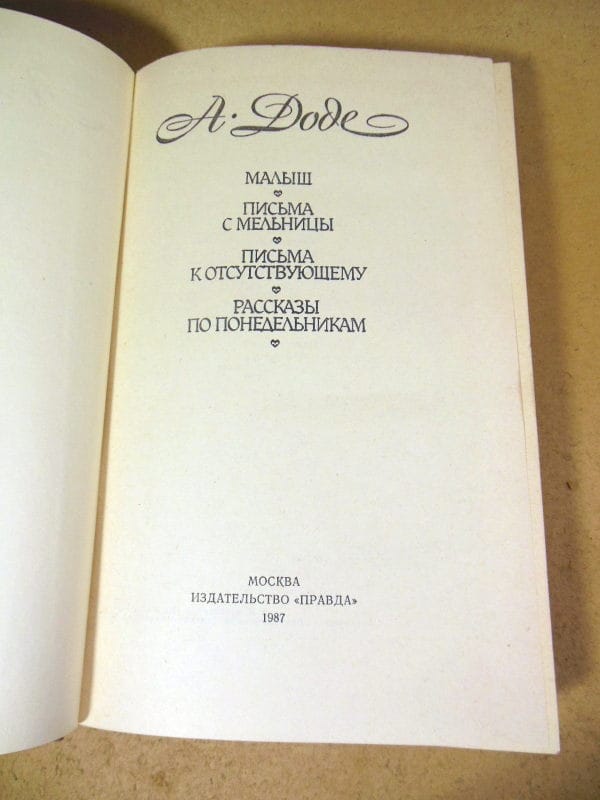 А. Доде
МАЛЫШ
ПИСЬМА
С МЕЛЬНИЦЫ
ПИСЬМА
К ОТСУТСТВУЮЩЕМУ
РАССКАЗЫ
ПО ПОНЕДЕЛЬНИКАМ
МОСКВА
ИЗДАТЕЛЬСТВО «ПРАВДА»
1987